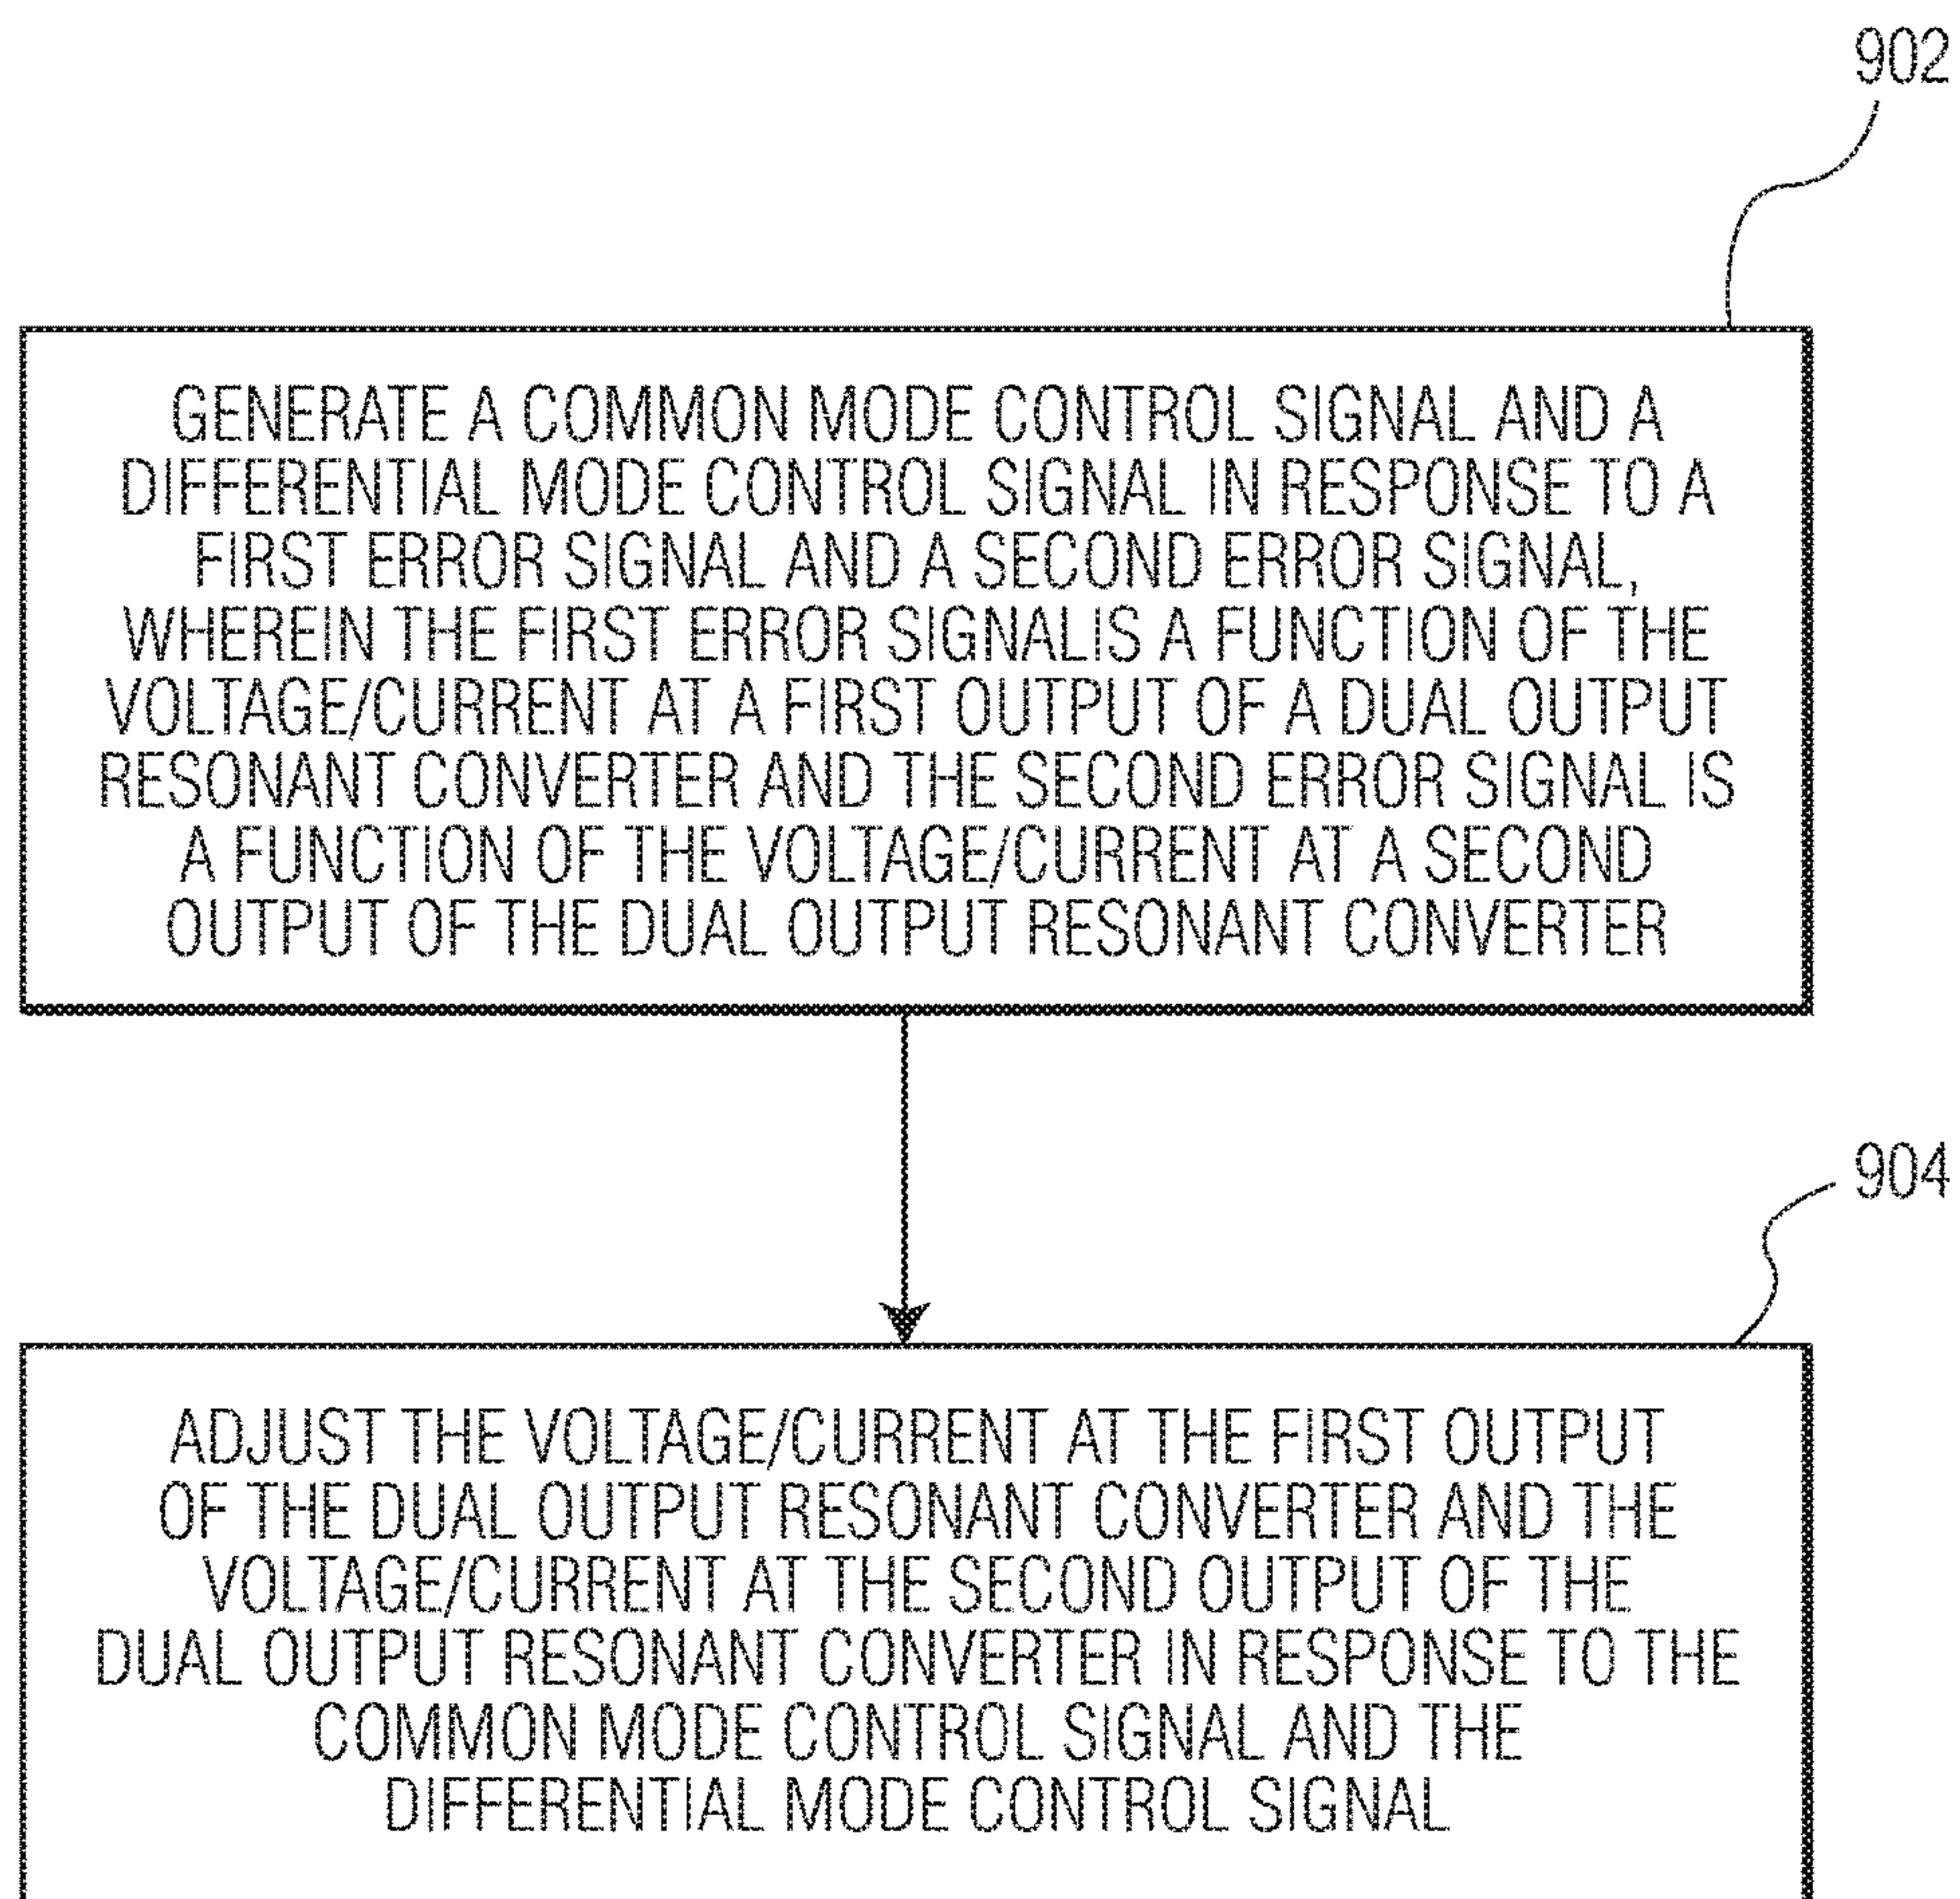 902
GENERATE A COMMON MODE CONTROL SIGNAL AND A
DIFFERENTIAL MODE CONTROL SIGNAL IN RESPONSE TO A
FIRST ERROR SIGNAL AND A SECOND ERROR SIGNAL,
WHEREIN THE FIRST ERROR SIGNALIS A FUNCTION OF THE
VOLTAGE/CURRENT AT A FIRST OUTPUT OF A DUAL OUTPUT
RESONANT CONVERTER AND THE SECOND ERROR SIGNAL IS
A FUNCTION OF THE VOLTAGE/CURRENT AT A SECOND
OUTPUT OF THE DUAL OUTPUT RESONANT CONVERTER
904
ADJUST THE VOLTAGE/CURRENT AT THE FIRST OUTPUT
OF THE DUAL OUTPUT RESONANT CONVERTER AND THE
VOLTAGE/CURRENT AT THE SECOND OUTPUT OF THE
DUAL OUTPUT RESONANT CONVERTER IN RESPONSE TO THE
COMMON MODE CONTROL SIGNAL AND THE
DIFFERENTIAL MODE CONTROL SIGNAL